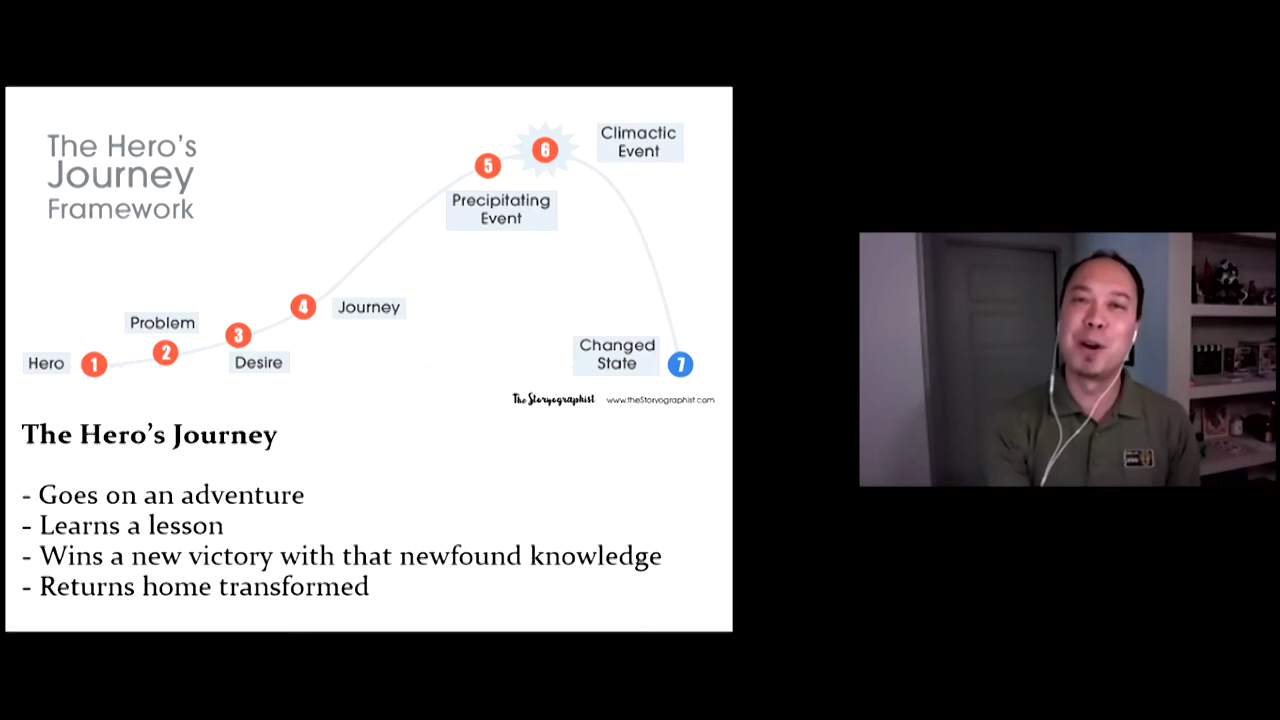 The Hero's
Journey
Framework
5
6
Climactic
Event
Precipitating
Event
4
Journey
Problem
3
2
Desire
Hero
1
Changed
State
7
The Storyographist
www.theStoryographist.com
The Hero's Journey
- Goes on an adventure
- Learns a lesson
- Wins a new victory with that newfound knowledge
- Returns home transformed